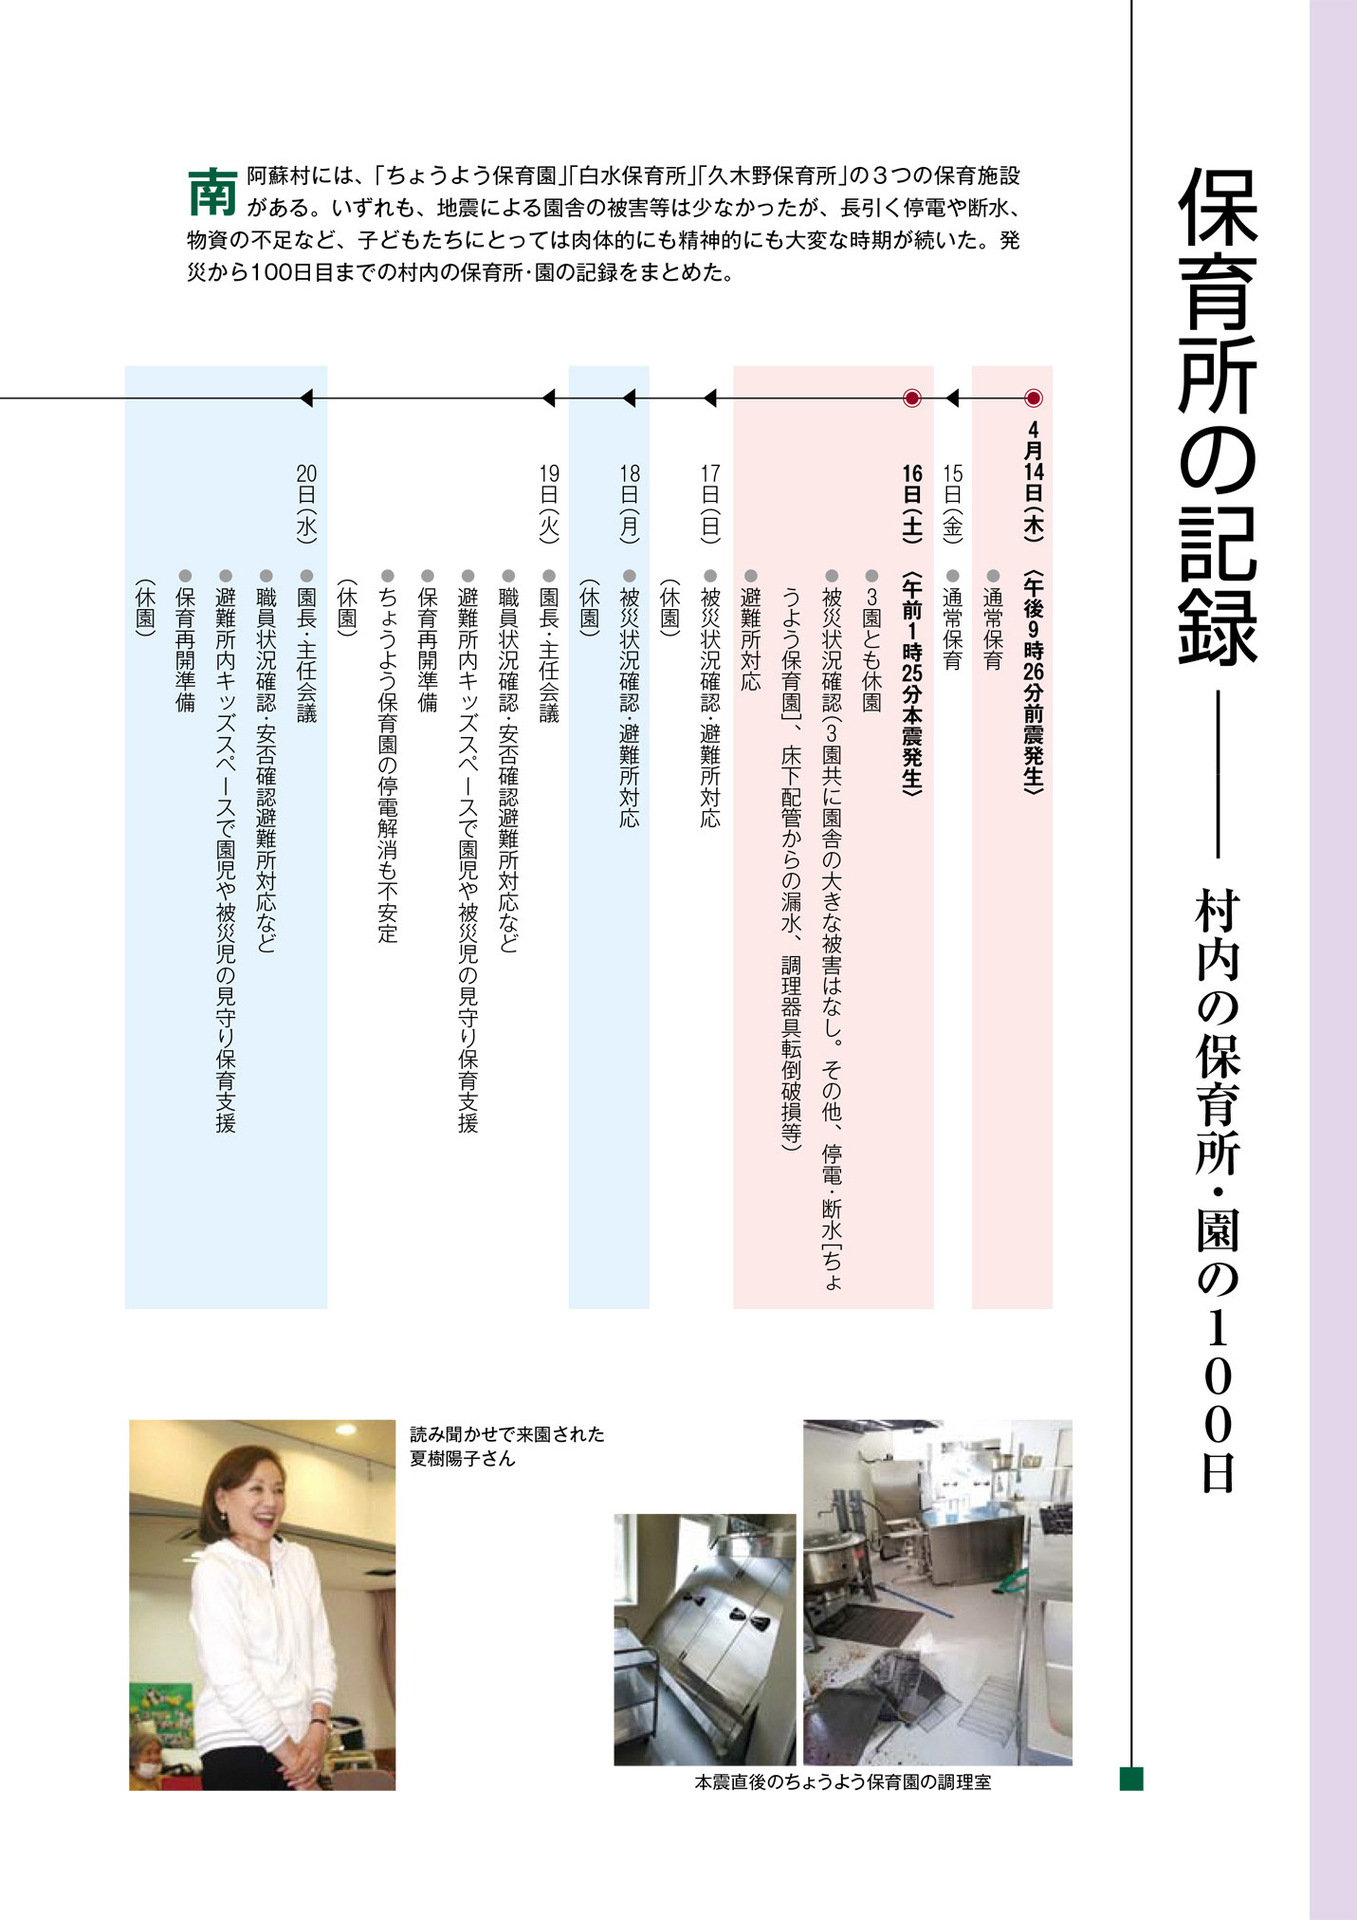 保育所の記録――村内の保育所・園の100日
南阿蘇村には、「ちょうよう保育園」「白水保育所」「久木野保育所」の3つの保育施設
がある。いずれも、地震による園舎の被害等は少なかったが、長引く停電や断水、
物資の不足など、子どもたちにとっては肉体的にも精神的にも大変な時期が続いた。発
災から100日目までの村内の保育所・園の記録をまとめた。
4月14日(木)〈午後9時26分前震発生〉
●通常保育
15日(金)●通常保育
16日(土)〈午前1時25分本震発生〉
●3園とも休園
●被災状況確認(3園共に園舎の大きな被害はなし。その他、停電・断水[ちょ
うよう保育園]、床下配管からの漏水、調理器具転倒破損等)
●避難所対応
17日(日)●被災状況確認・避難所対応
(休園)
18日(月)●被災状況確認・避難所対応
(休園)
19日(火)●園長・主任会議
●職員状況確認・安否確認避難所対応など
●避難所内キッズスペースで園児や被災児の見守り保育支援
●保育再開準備
●ちょうよう保育園の停電解消も不安定
(休園)
20日(水)●園長・主任会議
●職員状況確認・安否確認避難所対応など
●避難所内キッズスペースで園児や被災児の見守り保育支援
●保育再開準備
(休園)
読み聞かせで来園された
夏樹陽子さん
本震直後のちょうよう保育園の調理室